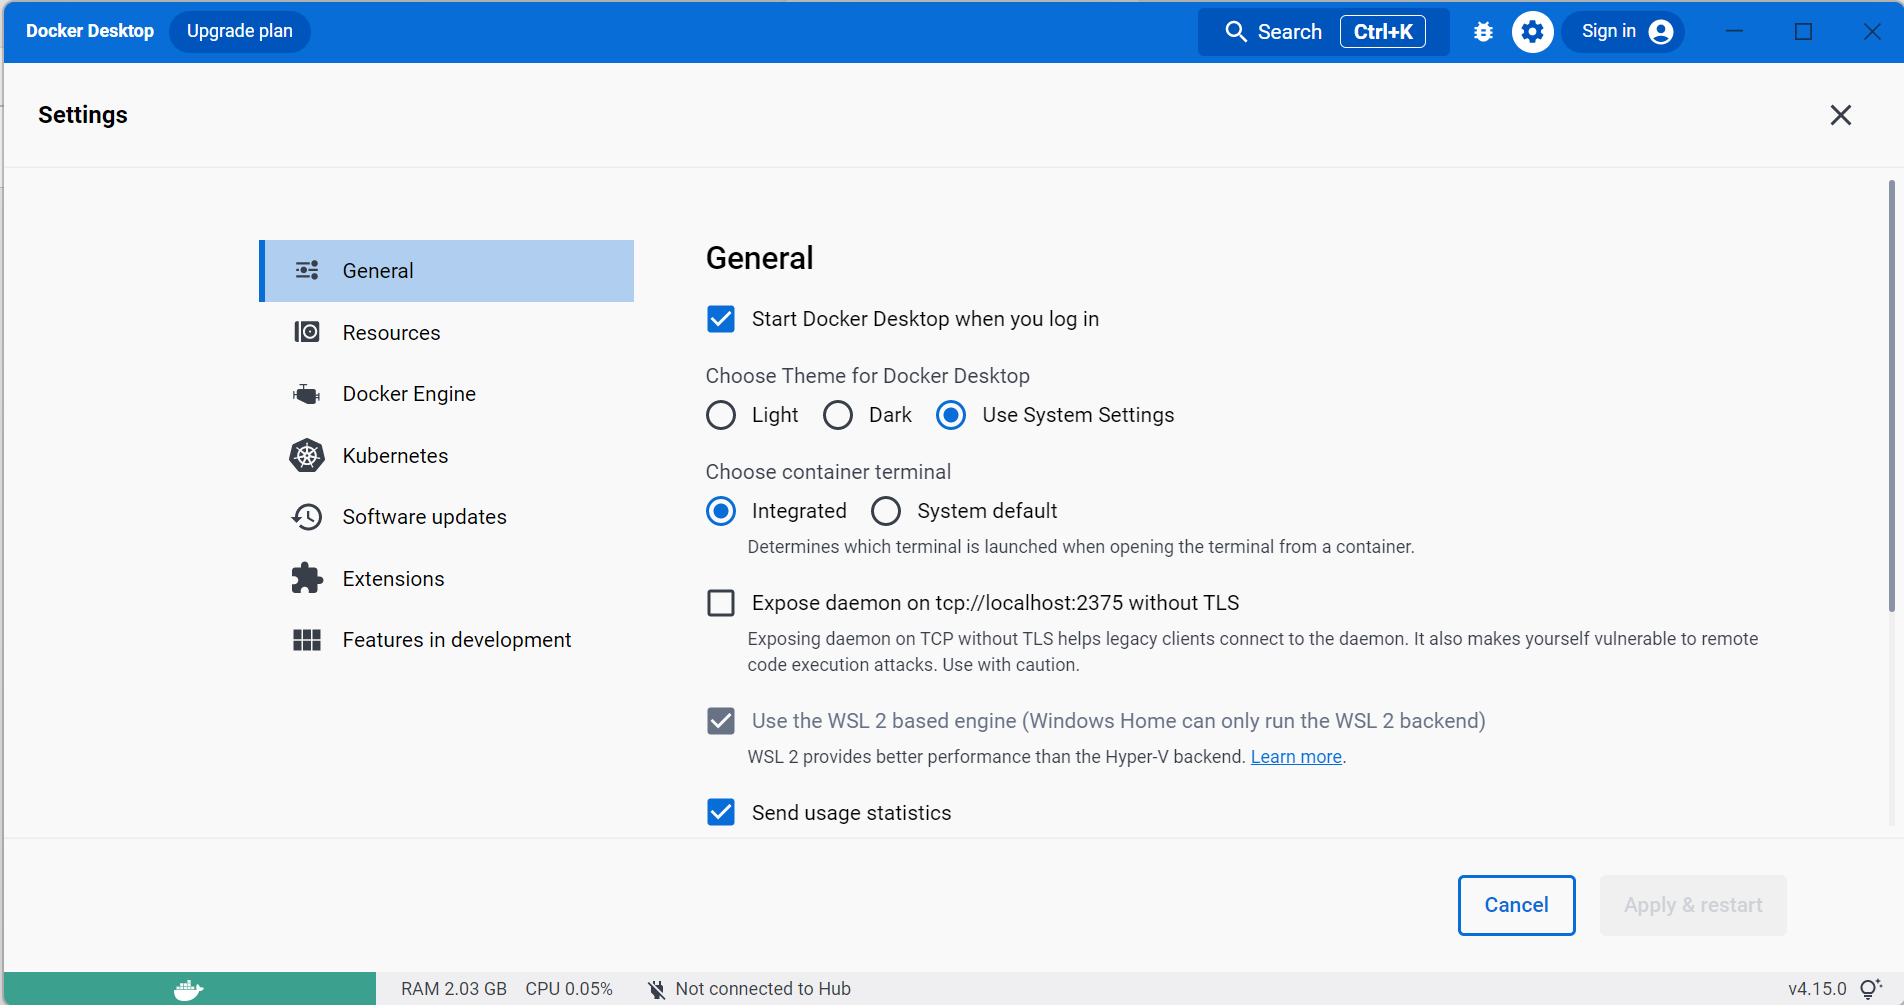 Docker Desktop Upgrade plan Search Ctrl+K Sign in
Settings
General
Resources
Docker Engine
Kubernetes
Software updates
Extensions
Features in development
General
Start Docker Desktop when you log in
Choose Theme for Docker Desktop
Light Dark Use System Settings
Choose container terminal
Integrated System default
Determines which terminal is launched when opening the terminal from a container.
Expose daemon on tcp://localhost:2375 without TLS
Exposing daemon on TCP without TLS helps legacy clients connect to the daemon. It also makes yourself vulnerable to remote
code execution attacks. Use with caution.
Use the WSL 2 based engine (Windows Home can only run the WSL 2 backend)
WSL 2 provides better performance than the Hyper-V backend. Learn more.
Send usage statistics
Cancel Apply & restart
RAM 2.03 GB CPU 0.05% Not connected to Hub v4.15.0